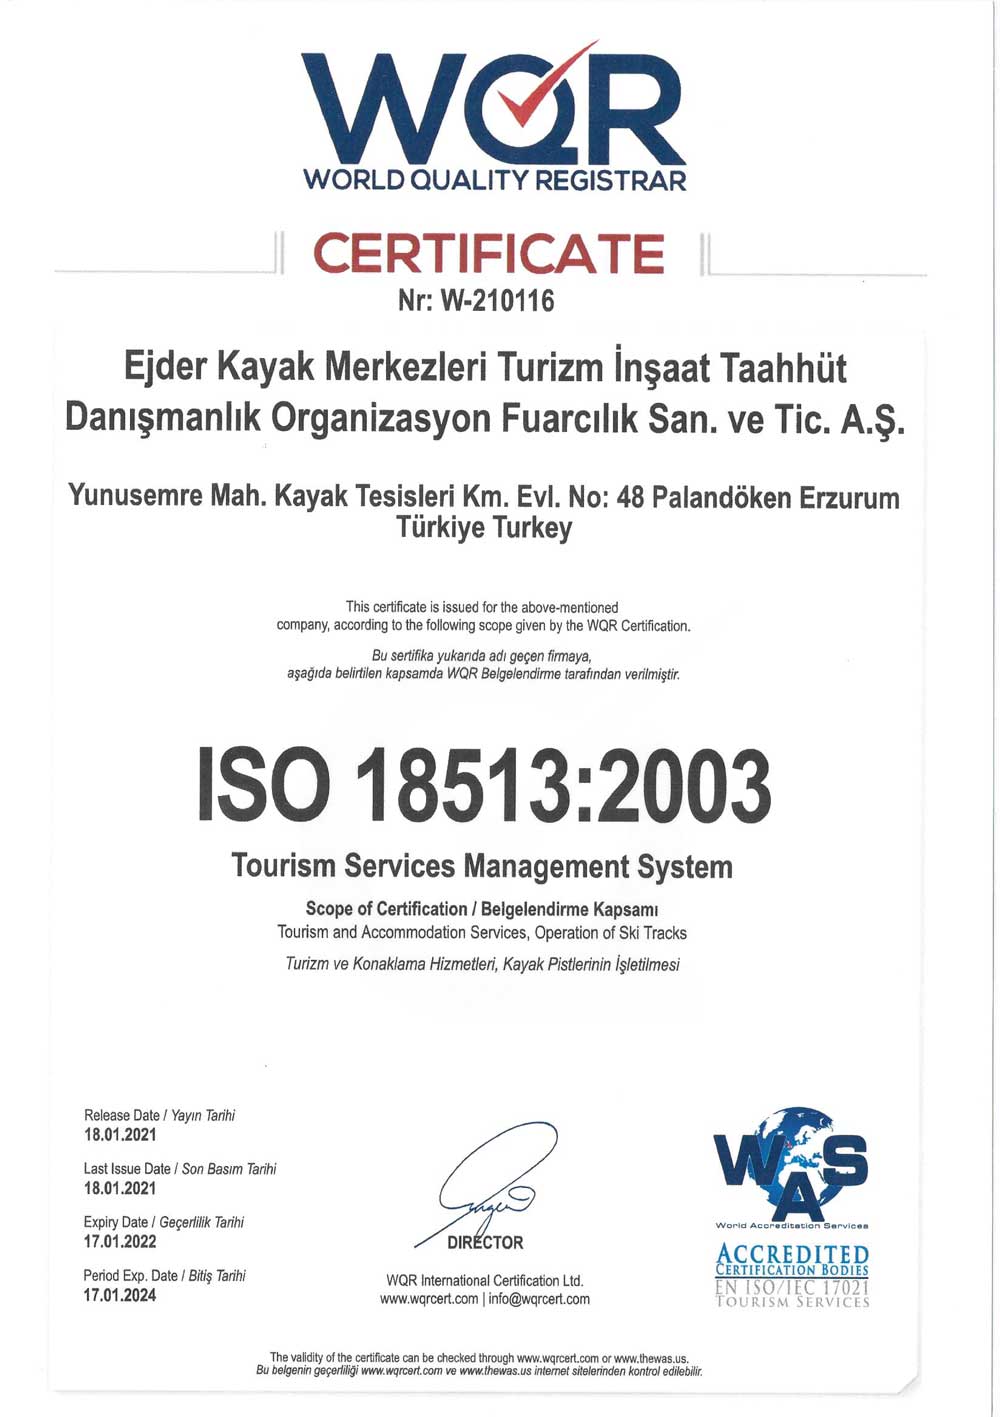 WQR
WORLD QUALITY REGISTRAR
CERTIFICATE
Nr: W-210116
Ejder Kayak Merkezleri Turizm İnşaat Taahhüt
Danışmanlık Organizasyon Fuarcılık San. ve Tic. A.Ş.
Yunusemre Mah. Kayak Tesisleri Km. Evl. No: 48 Palandöken Erzurum
Türkiye Turkey
This certificate is issued for the above-mentioned
company, according to the following scope given by the WQR Certification.
Bu sertifika yukarıda adı geçen firmaya,
aşağıda belirtilen kapsamda WQR Belgelendirme tarafından verilmiştir.
ISO 18513:2003
Tourism Services Management System
Scope of Certification / Belgelendirme Kapsamı
Tourism and Accommodation Services, Operation of Ski Tracks
Turizm ve Konaklama Hizmetleri, Kayak Pistlerinin İşletilmesi
Release Date / Yayın Tarihi
18.01.2021
Last Issue Date / Son Basım Tarihi
18.01.2021
Expiry Date / Geçerlilik Tarihi
17.01.2022
Period Exp. Date / Bitiş Tarihi
17.01.2024
DIRECTOR
WQR International Certification Ltd.
www.wqrcert.com | info@wqrcert.com
WAS
World Accreditation Services
ACCREDITED
CERTIFICATION BODIES
EN ISO/IEC 17021
TOURISM SERVICES
The validity of the certificate can be checked through www.wqrcert.com or www.thewas.us.
Bu belgenin geçerliliği www.wqrcert.com ve www.thewas.us internet sitelerinden kontrol edilebilir.